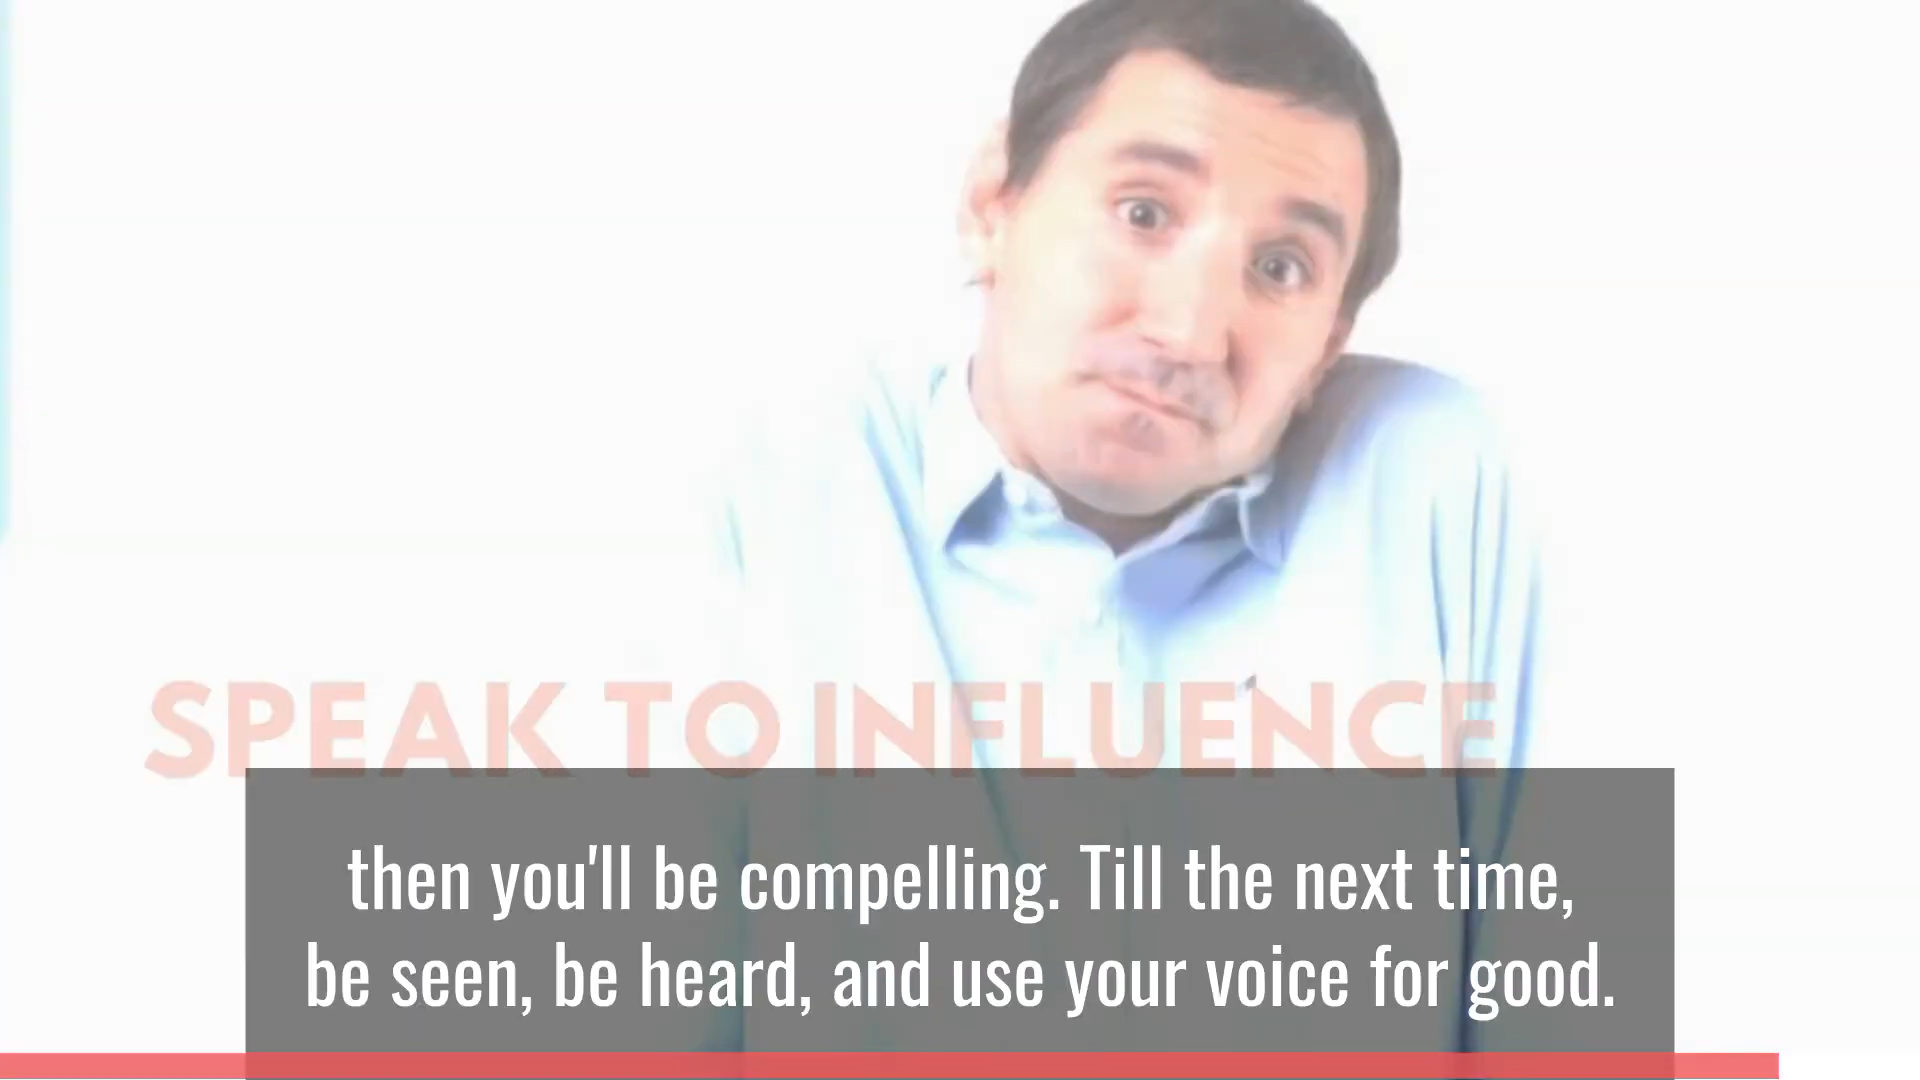 SPEAK TO INFLUENCE
then you'll be compelling. Till the next time,
be seen, be heard, and use your voice for good.